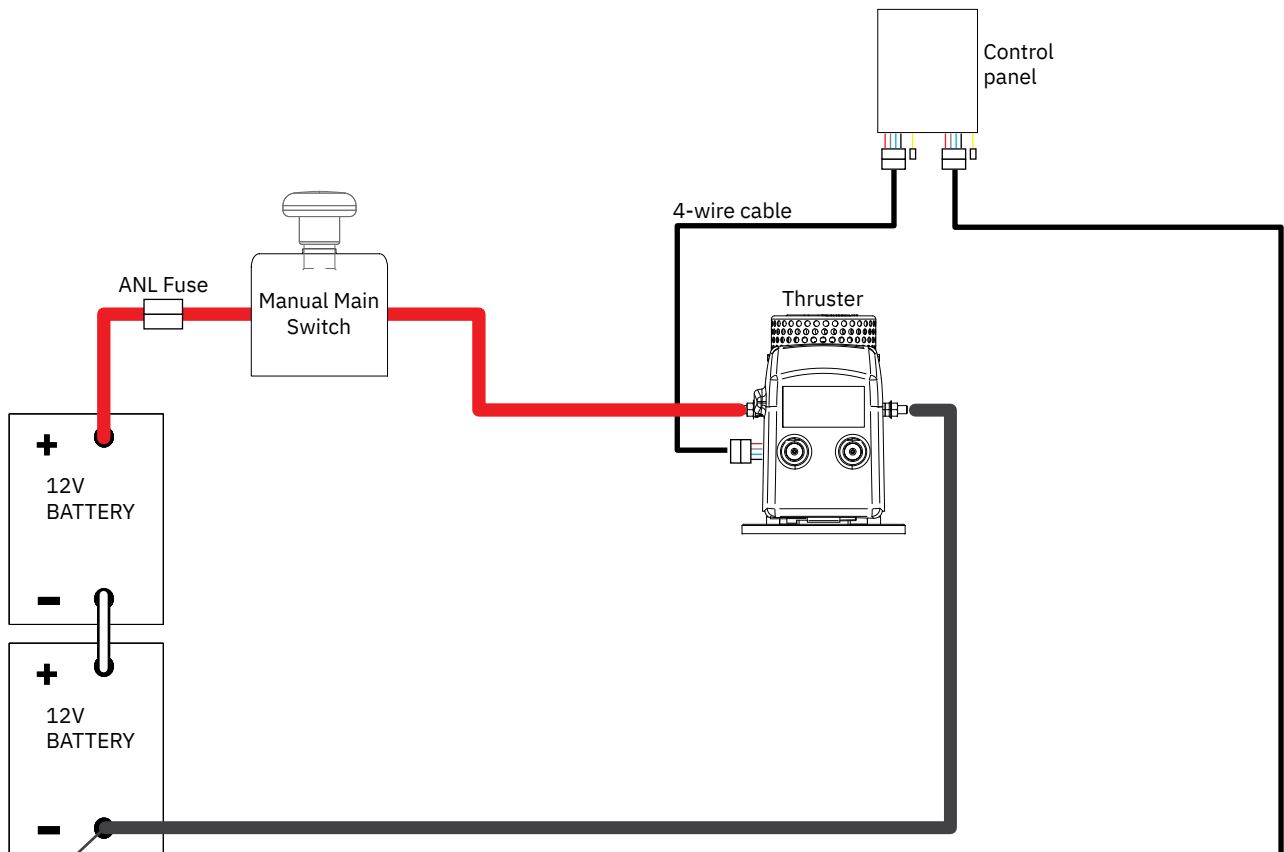 Control
panel
4-wire cable
ANL Fuse
Manual Main
Switch
Thruster
+
12V
BATTERY
-
+
12V
BATTERY
-